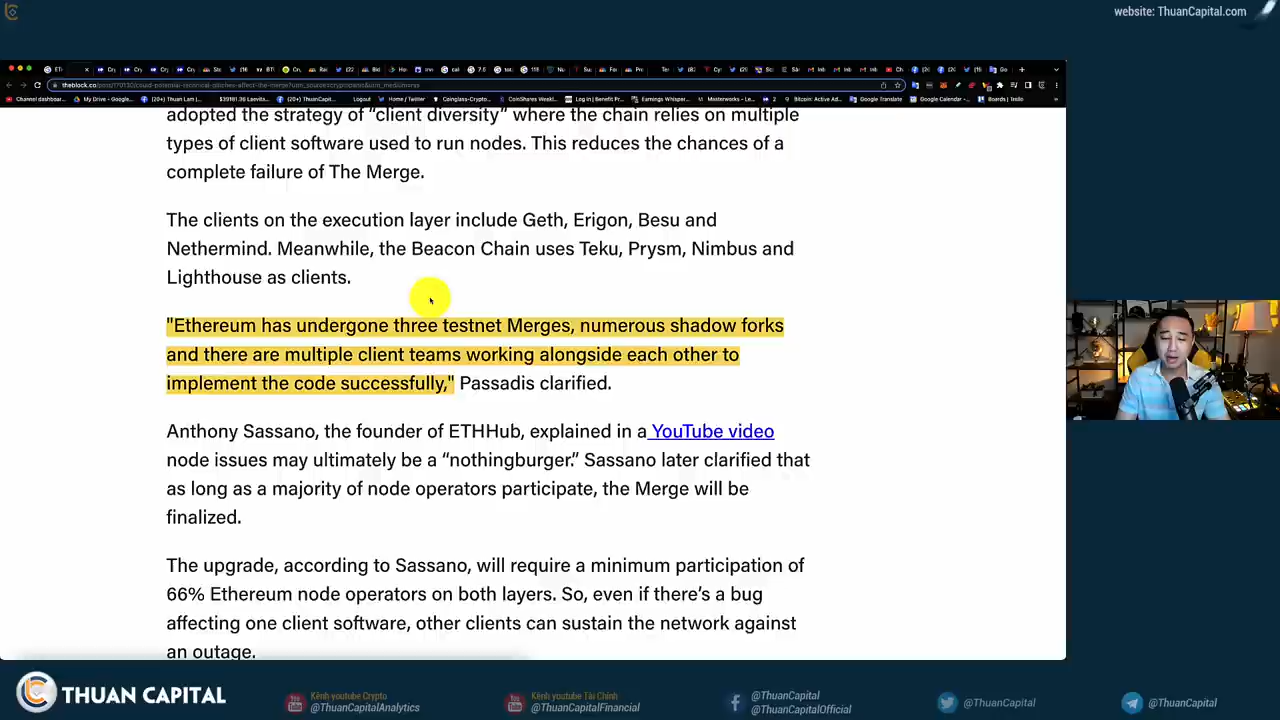 website: ThuanCapital.com
adopted the strategy of “client diversity” where the chain relies on multiple
types of client software used to run nodes. This reduces the chances of a
complete failure of The Merge.
The clients on the execution layer include Geth, Erigon, Besu and
Nethermind. Meanwhile, the Beacon Chain uses Teku, Prysm, Nimbus and
Lighthouse as clients.
"Ethereum has undergone three testnet Merges, numerous shadow forks
and there are multiple client teams working alongside each other to
implement the code successfully," Passadis clarified.
Anthony Sassano, the founder of ETHHub, explained in a YouTube video
node issues may ultimately be a “nothingburger.” Sassano later clarified that
as long as a majority of node operators participate, the Merge will be
finalized.
The upgrade, according to Sassano, will require a minimum participation of
66% Ethereum node operators on both layers. So, even if there’s a bug
affecting one client software, other clients can sustain the network against
an outage.
THUAN CAPITAL
Kênh youtube Crypto
@ThuanCapitalAnalytics
Kênh youtube Tài Chính
@ThuanCapitalFinancial
@ThuanCapital
@ThuanCapitalOfficial
@ThuanCapital
@ThuanCapital